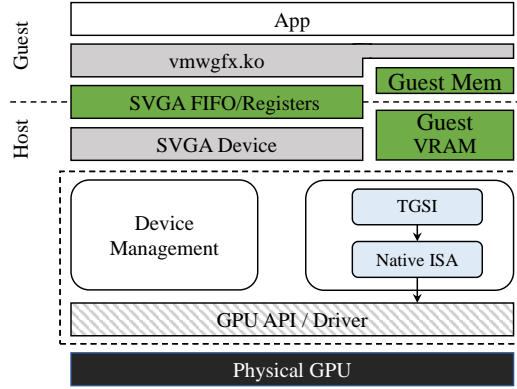 Guest
App
vmwgfx.ko
Guest Mem
SVGA FIFO/Registers
Host
Guest
VRAM
SVGA Device
Device
Management
TGSI
Native ISA
GPU API / Driver
Physical GPU